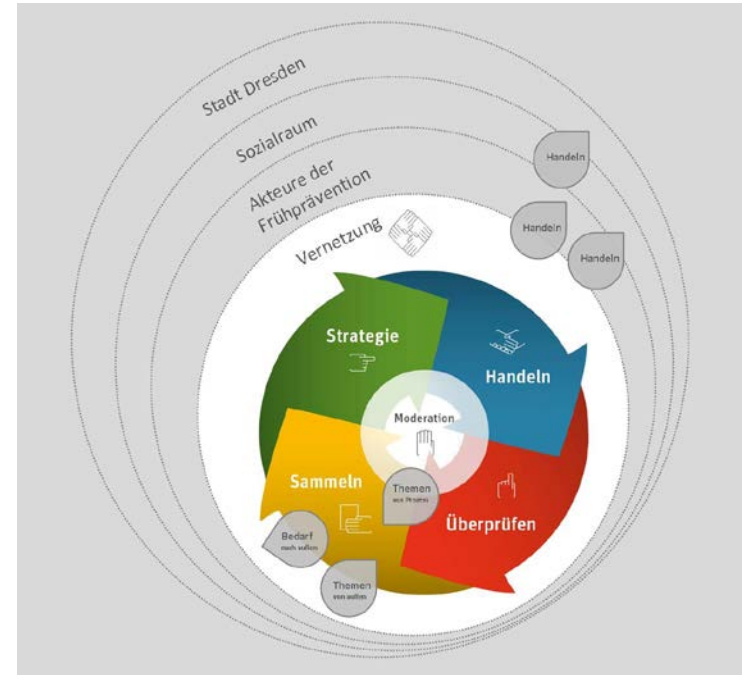 Stadt Dresden
Sozialraum
Akteure der
Frühprävention
Vernetzung
Handeln
Handeln
Handeln
Strategie
Handeln
Moderation
Sammeln
Themen
aus Prozess
Überprüfen
Bedarf
nach außen
Themen
von außen